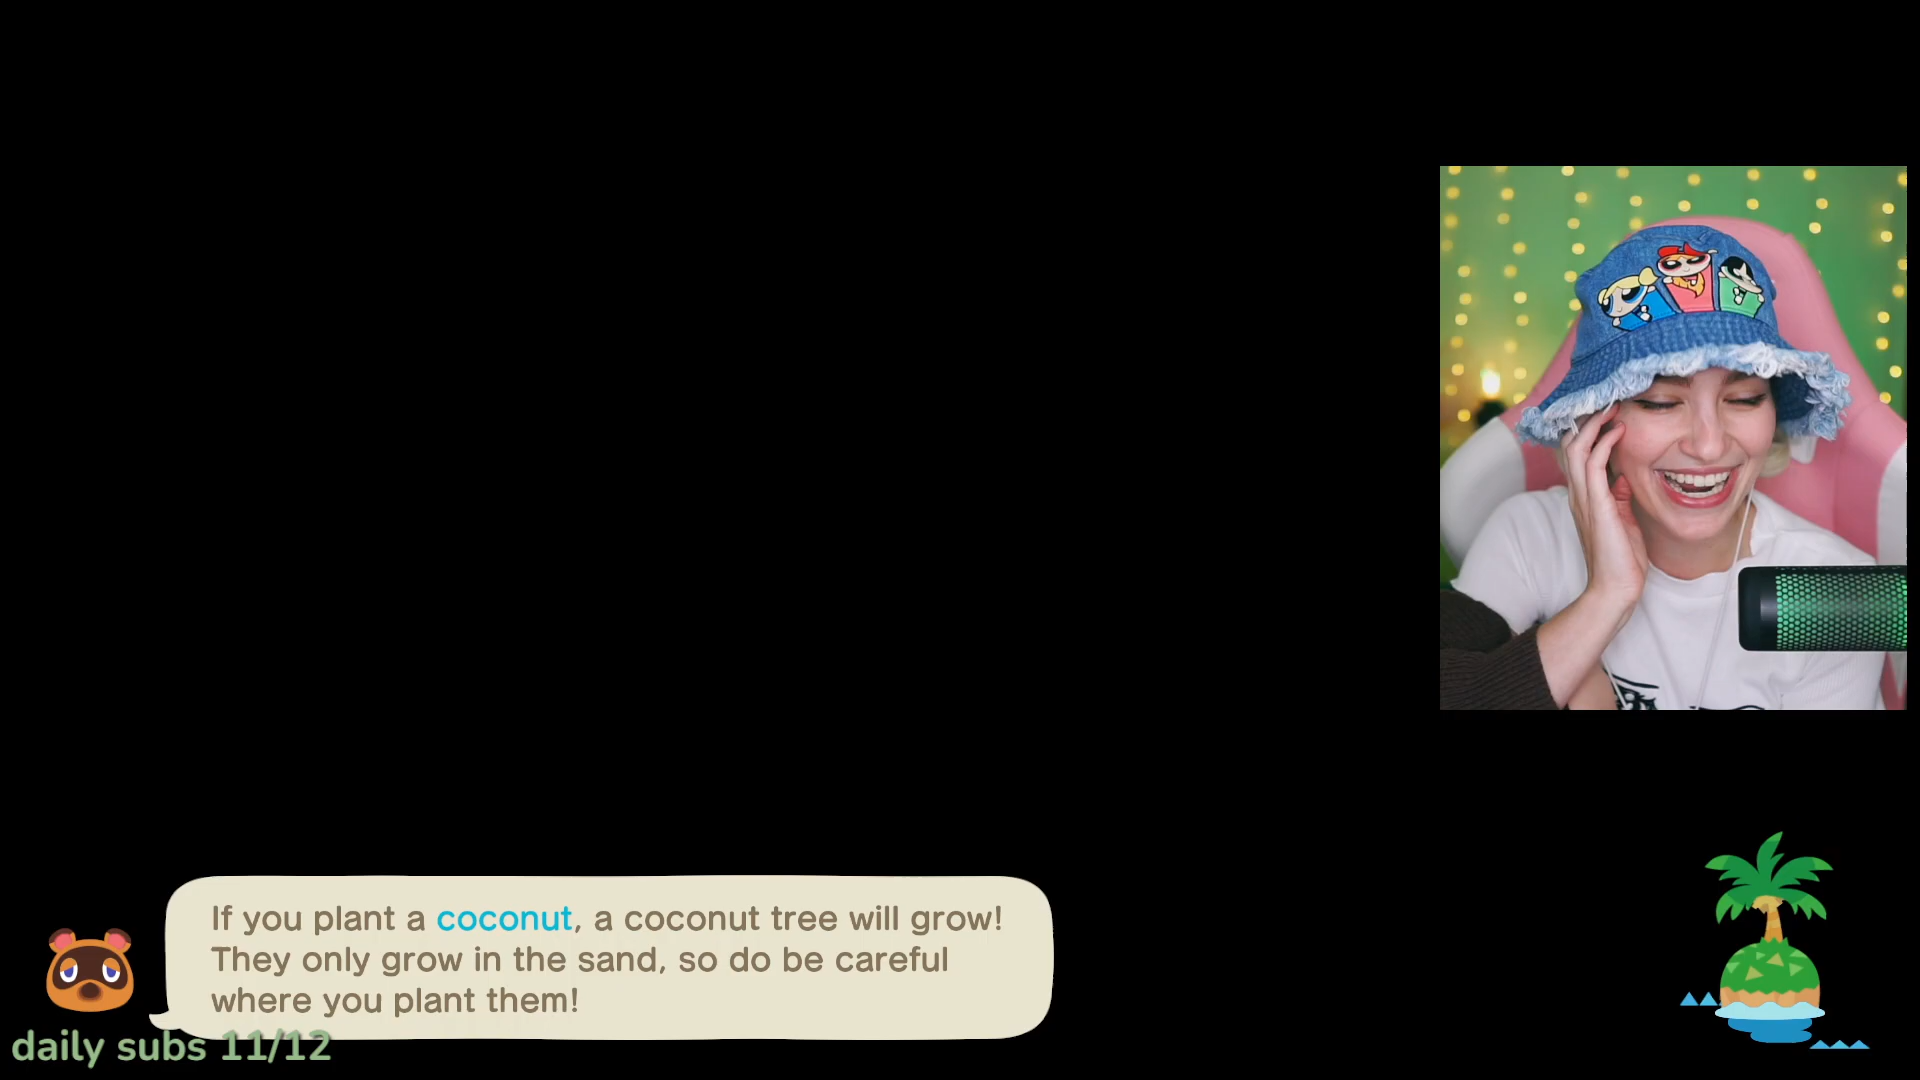 If you plant a coconut, a coconut tree will grow!
They only grow in the sand, so do be careful
where you plant them!
daily subs 11/12